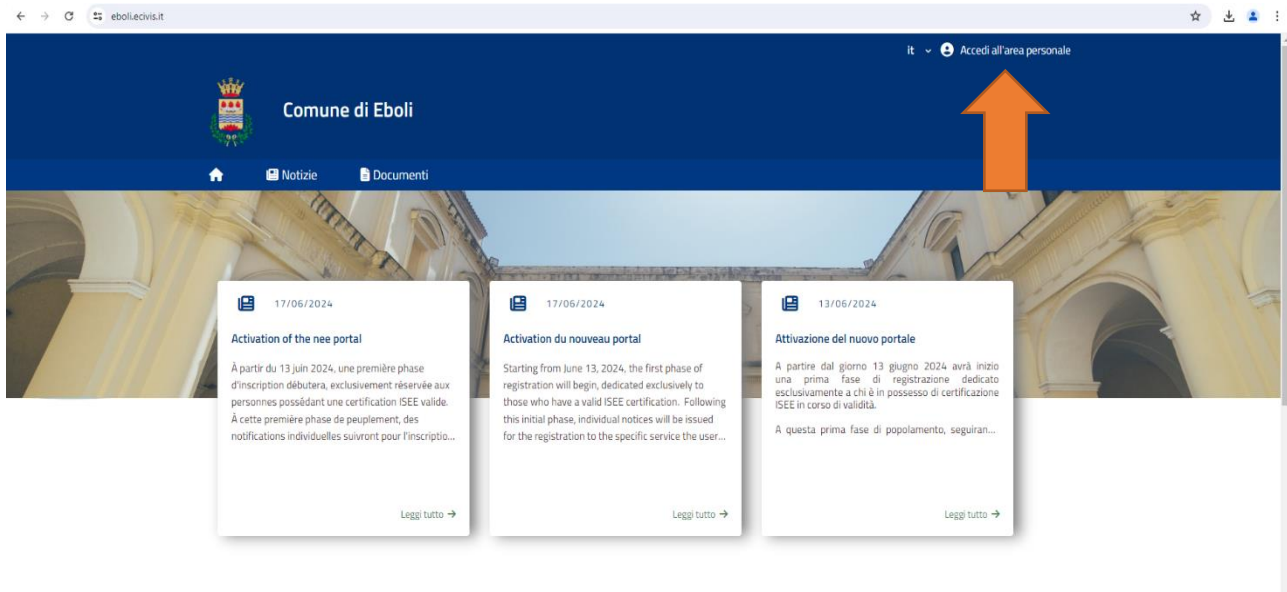 eboli.ecivis.it
it Accedi all'area personale
Comune di Eboli
Notizie Documenti
17/06/2024
Activation of the nee portal
À partir du 13 juin 2024, une première phase
d'inscription débutera, exclusivement réservée aux
personnes possédant une certification ISEE valide.
À cette première phase de peuplement, des
notifications individuelles suivront pour l'inscriptio...
Leggi tutto →
17/06/2024
Activation du nouveau portal
Starting from June 13, 2024, the first phase of
registration will begin, dedicated exclusively to
those who have a valid ISEE certification. Following
this initial phase, individual notices will be issued
for the registration to the specific service the user...
Leggi tutto →
13/06/2024
Attivazione del nuovo portale
A partire dal giorno 13 giugno 2024 avrà inizio
una prima fase di registrazione dedicato
esclusivamente a chi è in possesso di certificazione
ISEE in corso di validità.
A questa prima fase di popolamento, seguiran...
Leggi tutto →